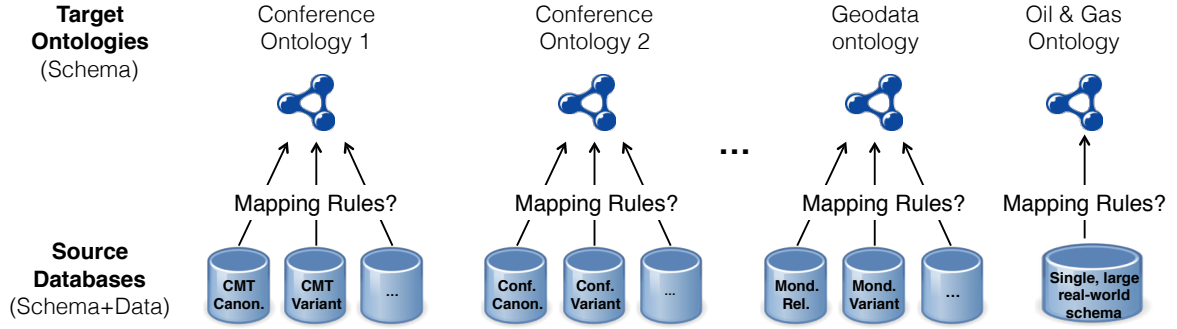 Target
Ontologies
(Schema)
Conference
Ontology 1
Conference
Ontology 2
...
Geodata
ontology
Oil & Gas
Ontology
Mapping Rules?
Mapping Rules?
Mapping Rules?
Mapping Rules?
Source
Databases
(Schema+Data)
CMT
Canon.
CMT
Variant
...
Conf.
Canon.
Conf.
Variant
...
Mond.
Rel.
Mond.
Variant
...
Single, large
real-world
schema